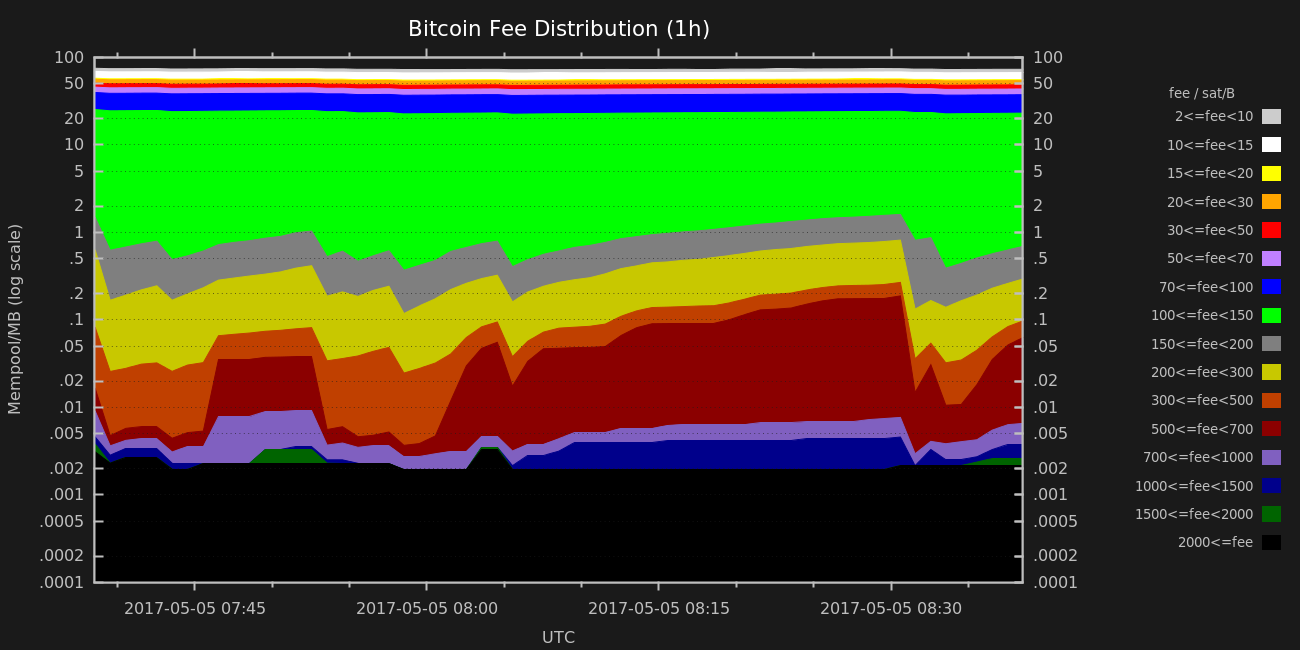 Bitcoin Fee Distribution (1h)
Mempool/MB (log scale)
100
50
20
10
5
2
1
.5
.2
.1
.05
.02
.01
.005
.002
.001
.0005
.0002
.0001
100
50
20
10
5
2
1
.5
.2
.1
.05
.02
.01
.005
.002
.001
.0005
.0002
.0001
2017-05-05 07:45
2017-05-05 08:00
2017-05-05 08:15
2017-05-05 08:30
UTC
fee / sat/B
2<=fee<10
10<=fee<15
15<=fee<20
20<=fee<30
30<=fee<50
50<=fee<70
70<=fee<100
100<=fee<150
150<=fee<200
200<=fee<300
300<=fee<500
500<=fee<700
700<=fee<1000
1000<=fee<1500
1500<=fee<2000
2000<=fee